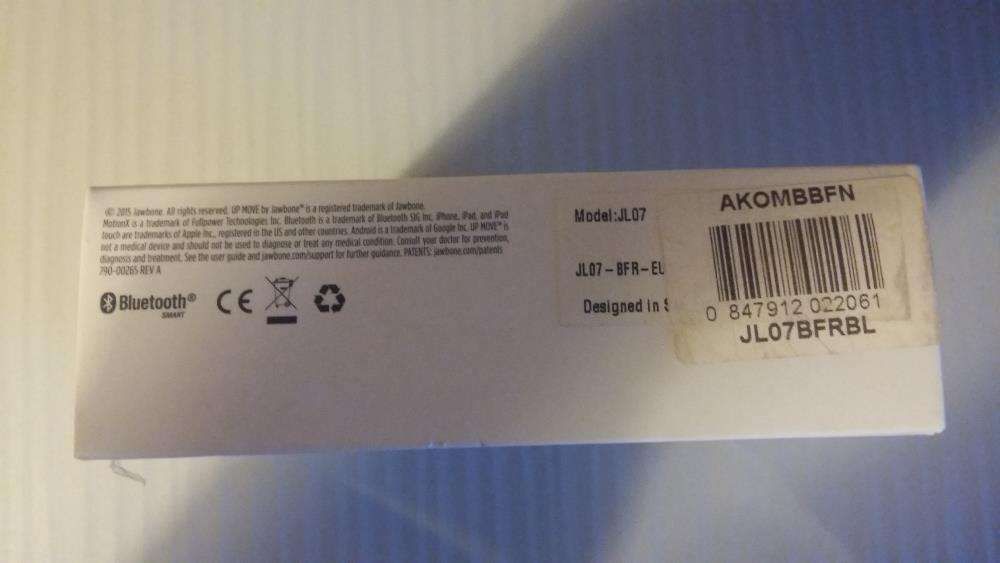 © 2015 Jawbone. All rights reserved. UP MOVE by Jawbone™ is a registered trademark of Jawbone.
MotionX is a trademark of Fullpower Technologies Inc. Bluetooth is a trademark of Bluetooth SIG Inc. iPhone, iPad, and iPod
touch are trademarks of Apple Inc., registered in the US and other countries. Android is a trademark of Google Inc. UP MOVE™ is
not a medical device and should not be used to diagnose or treat any medical condition. Consult your doctor for prevention,
diagnosis and treatment. See the user guide and jawbone.com/support for further guidance. PATENTS: jawbone.com/patents
790-00265 REV A
Bluetooth®
SMART
CE
Model:JL07
JL07-BFR-EU
Designed in S
AKOMBBFN
0 847912 022061
JL07BFRBL